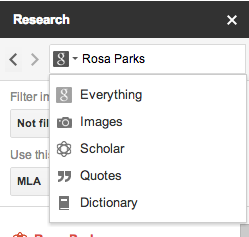 Research
Rosa Parks
Everything
Filter im
Images
Not fil
Scholar
Use this
Quotes
MLA
Dictionary